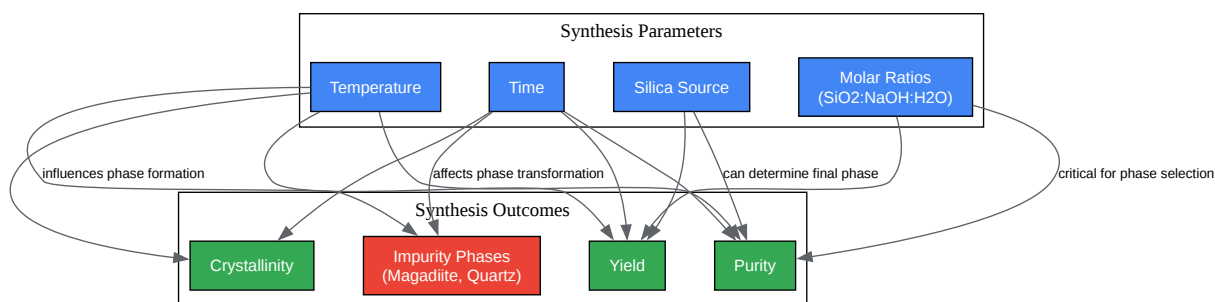 Synthesis Parameters
Temperature
Time
Silica Source
Molar Ratios
(SiO2:NaOH:H2O)
influences phase formation
affects phase transformation
can determine final phase
critical for phase selection
Synthesis Outcomes
Crystallinity
Impurity Phases
(Magadiite, Quartz)
Yield
Purity